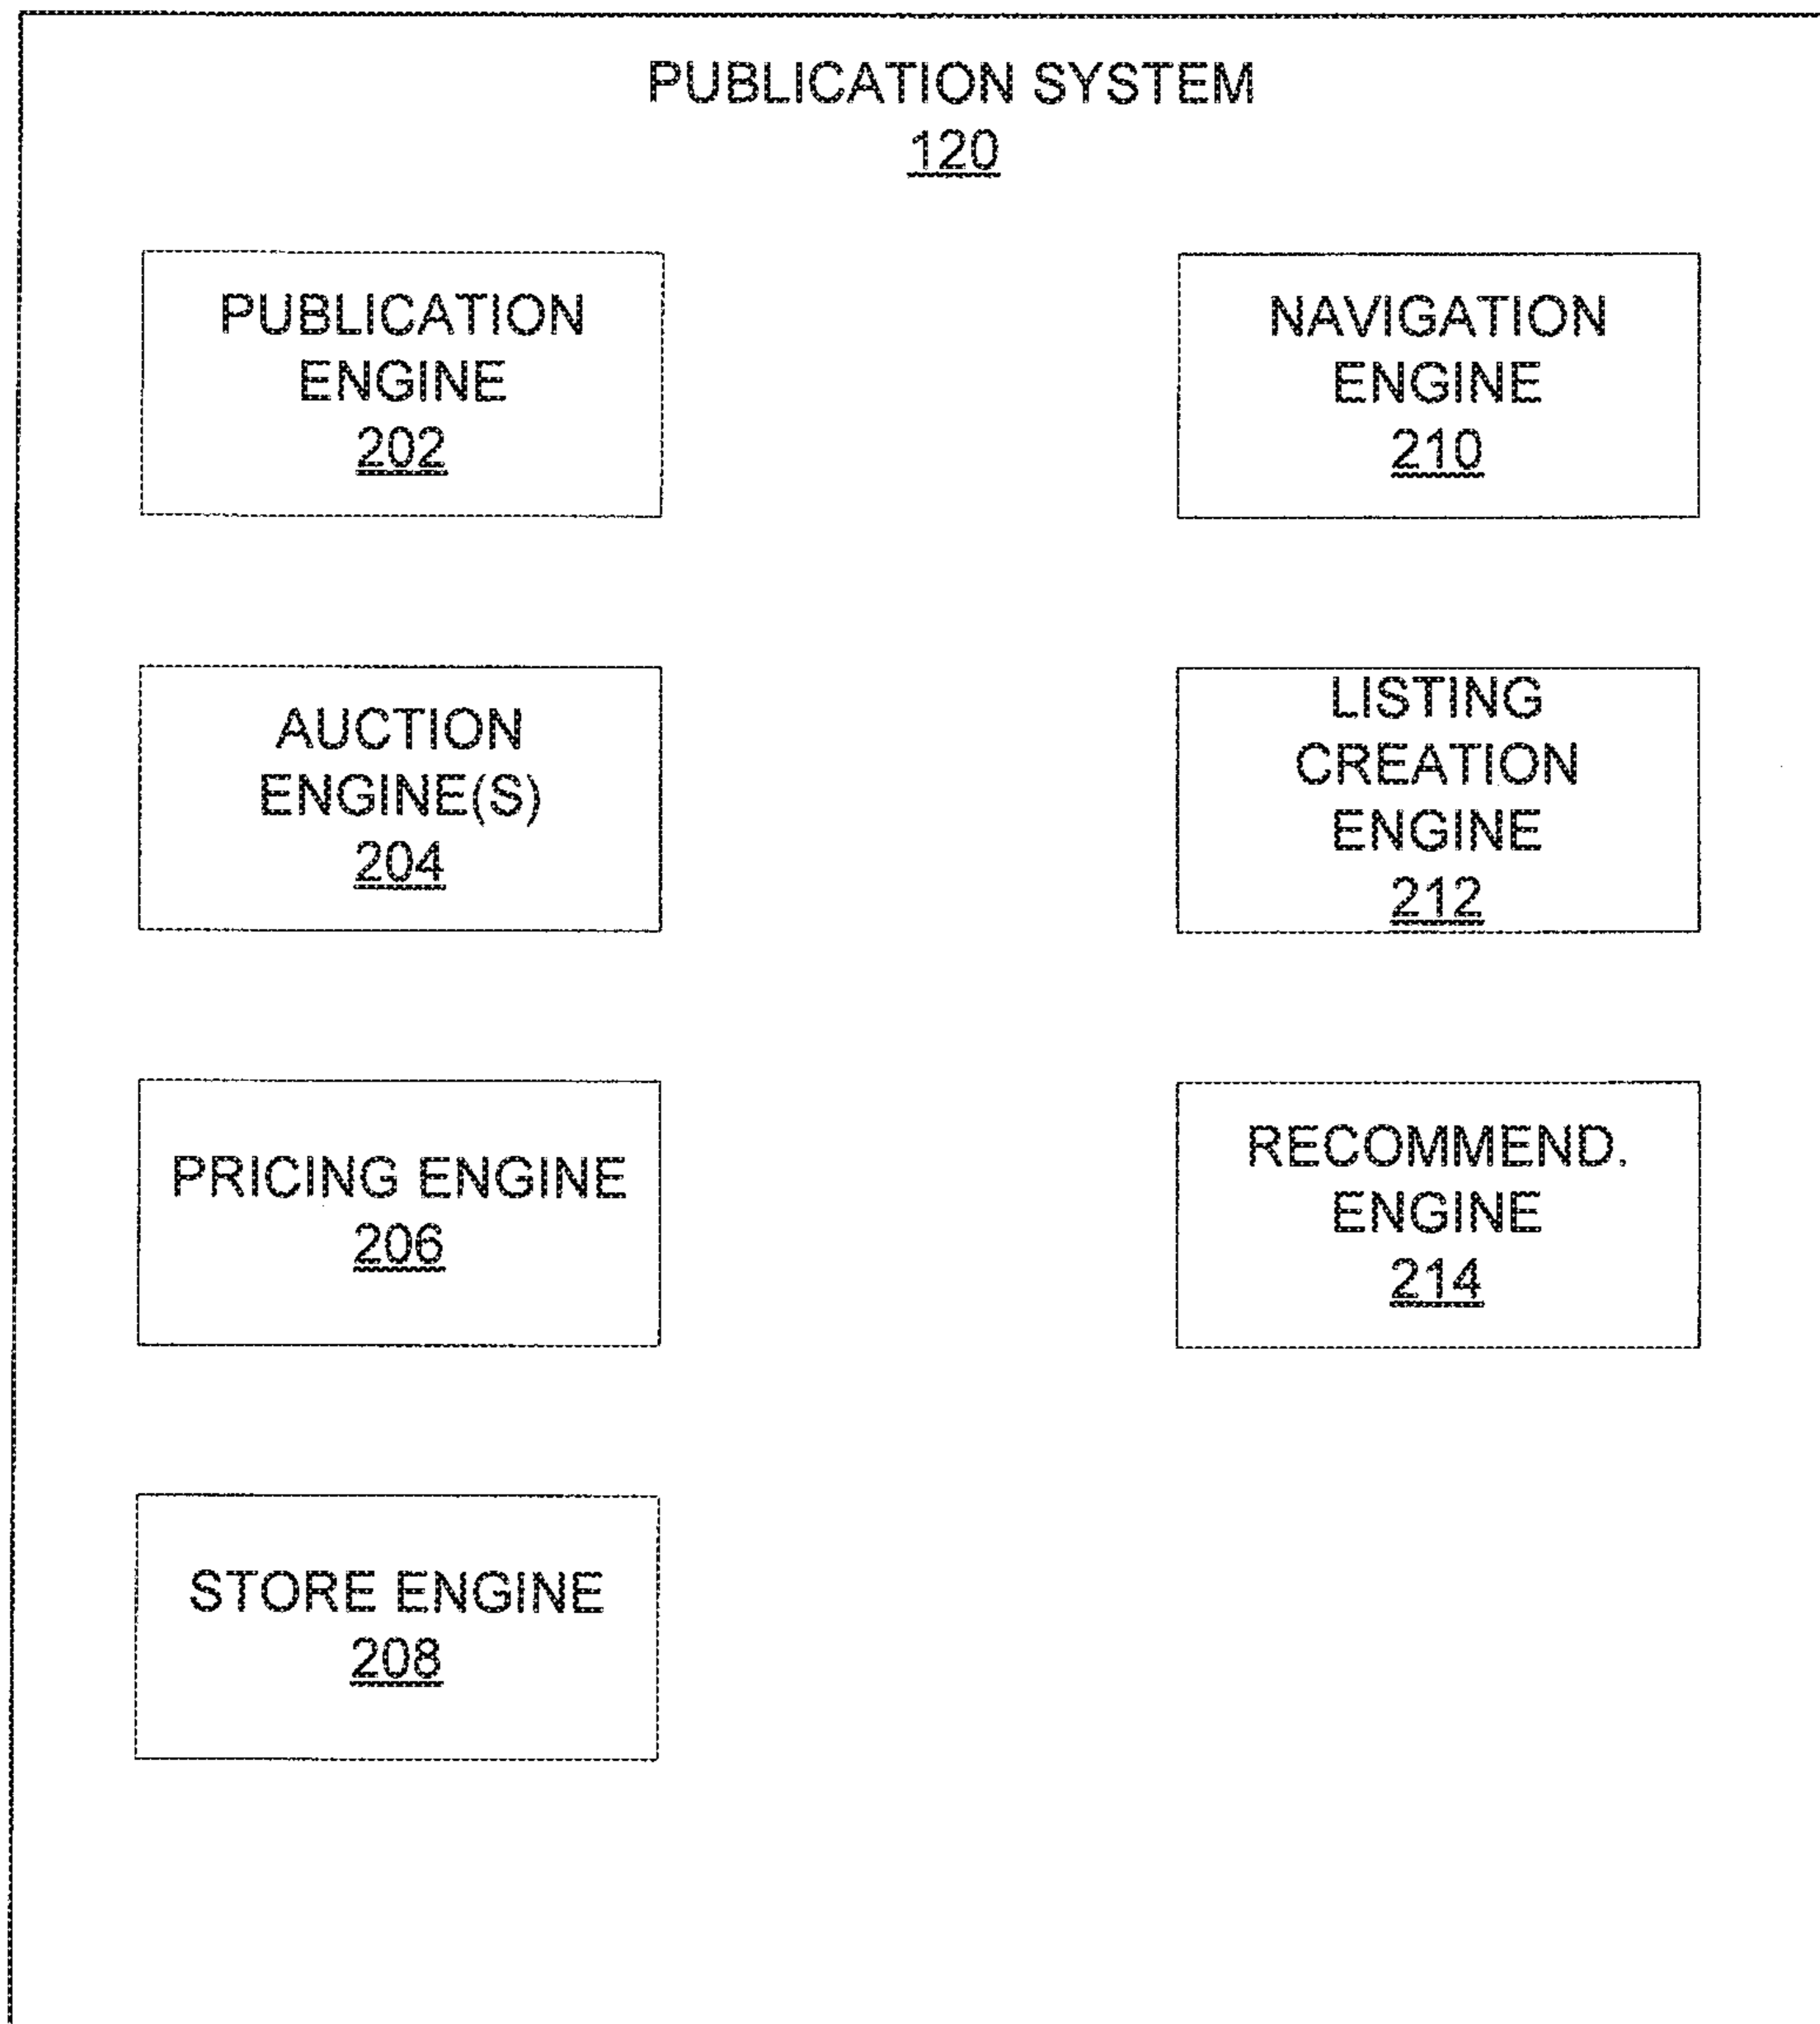 PUBLICATION SYSTEM
120
PUBLICATION
ENGINE
202
NAVIGATION
ENGINE
210
AUCTION
ENGINE(S)
204
LISTING
CREATION
ENGINE
212
PRICING ENGINE
206
RECOMMEND.
ENGINE
214
STORE ENGINE
208